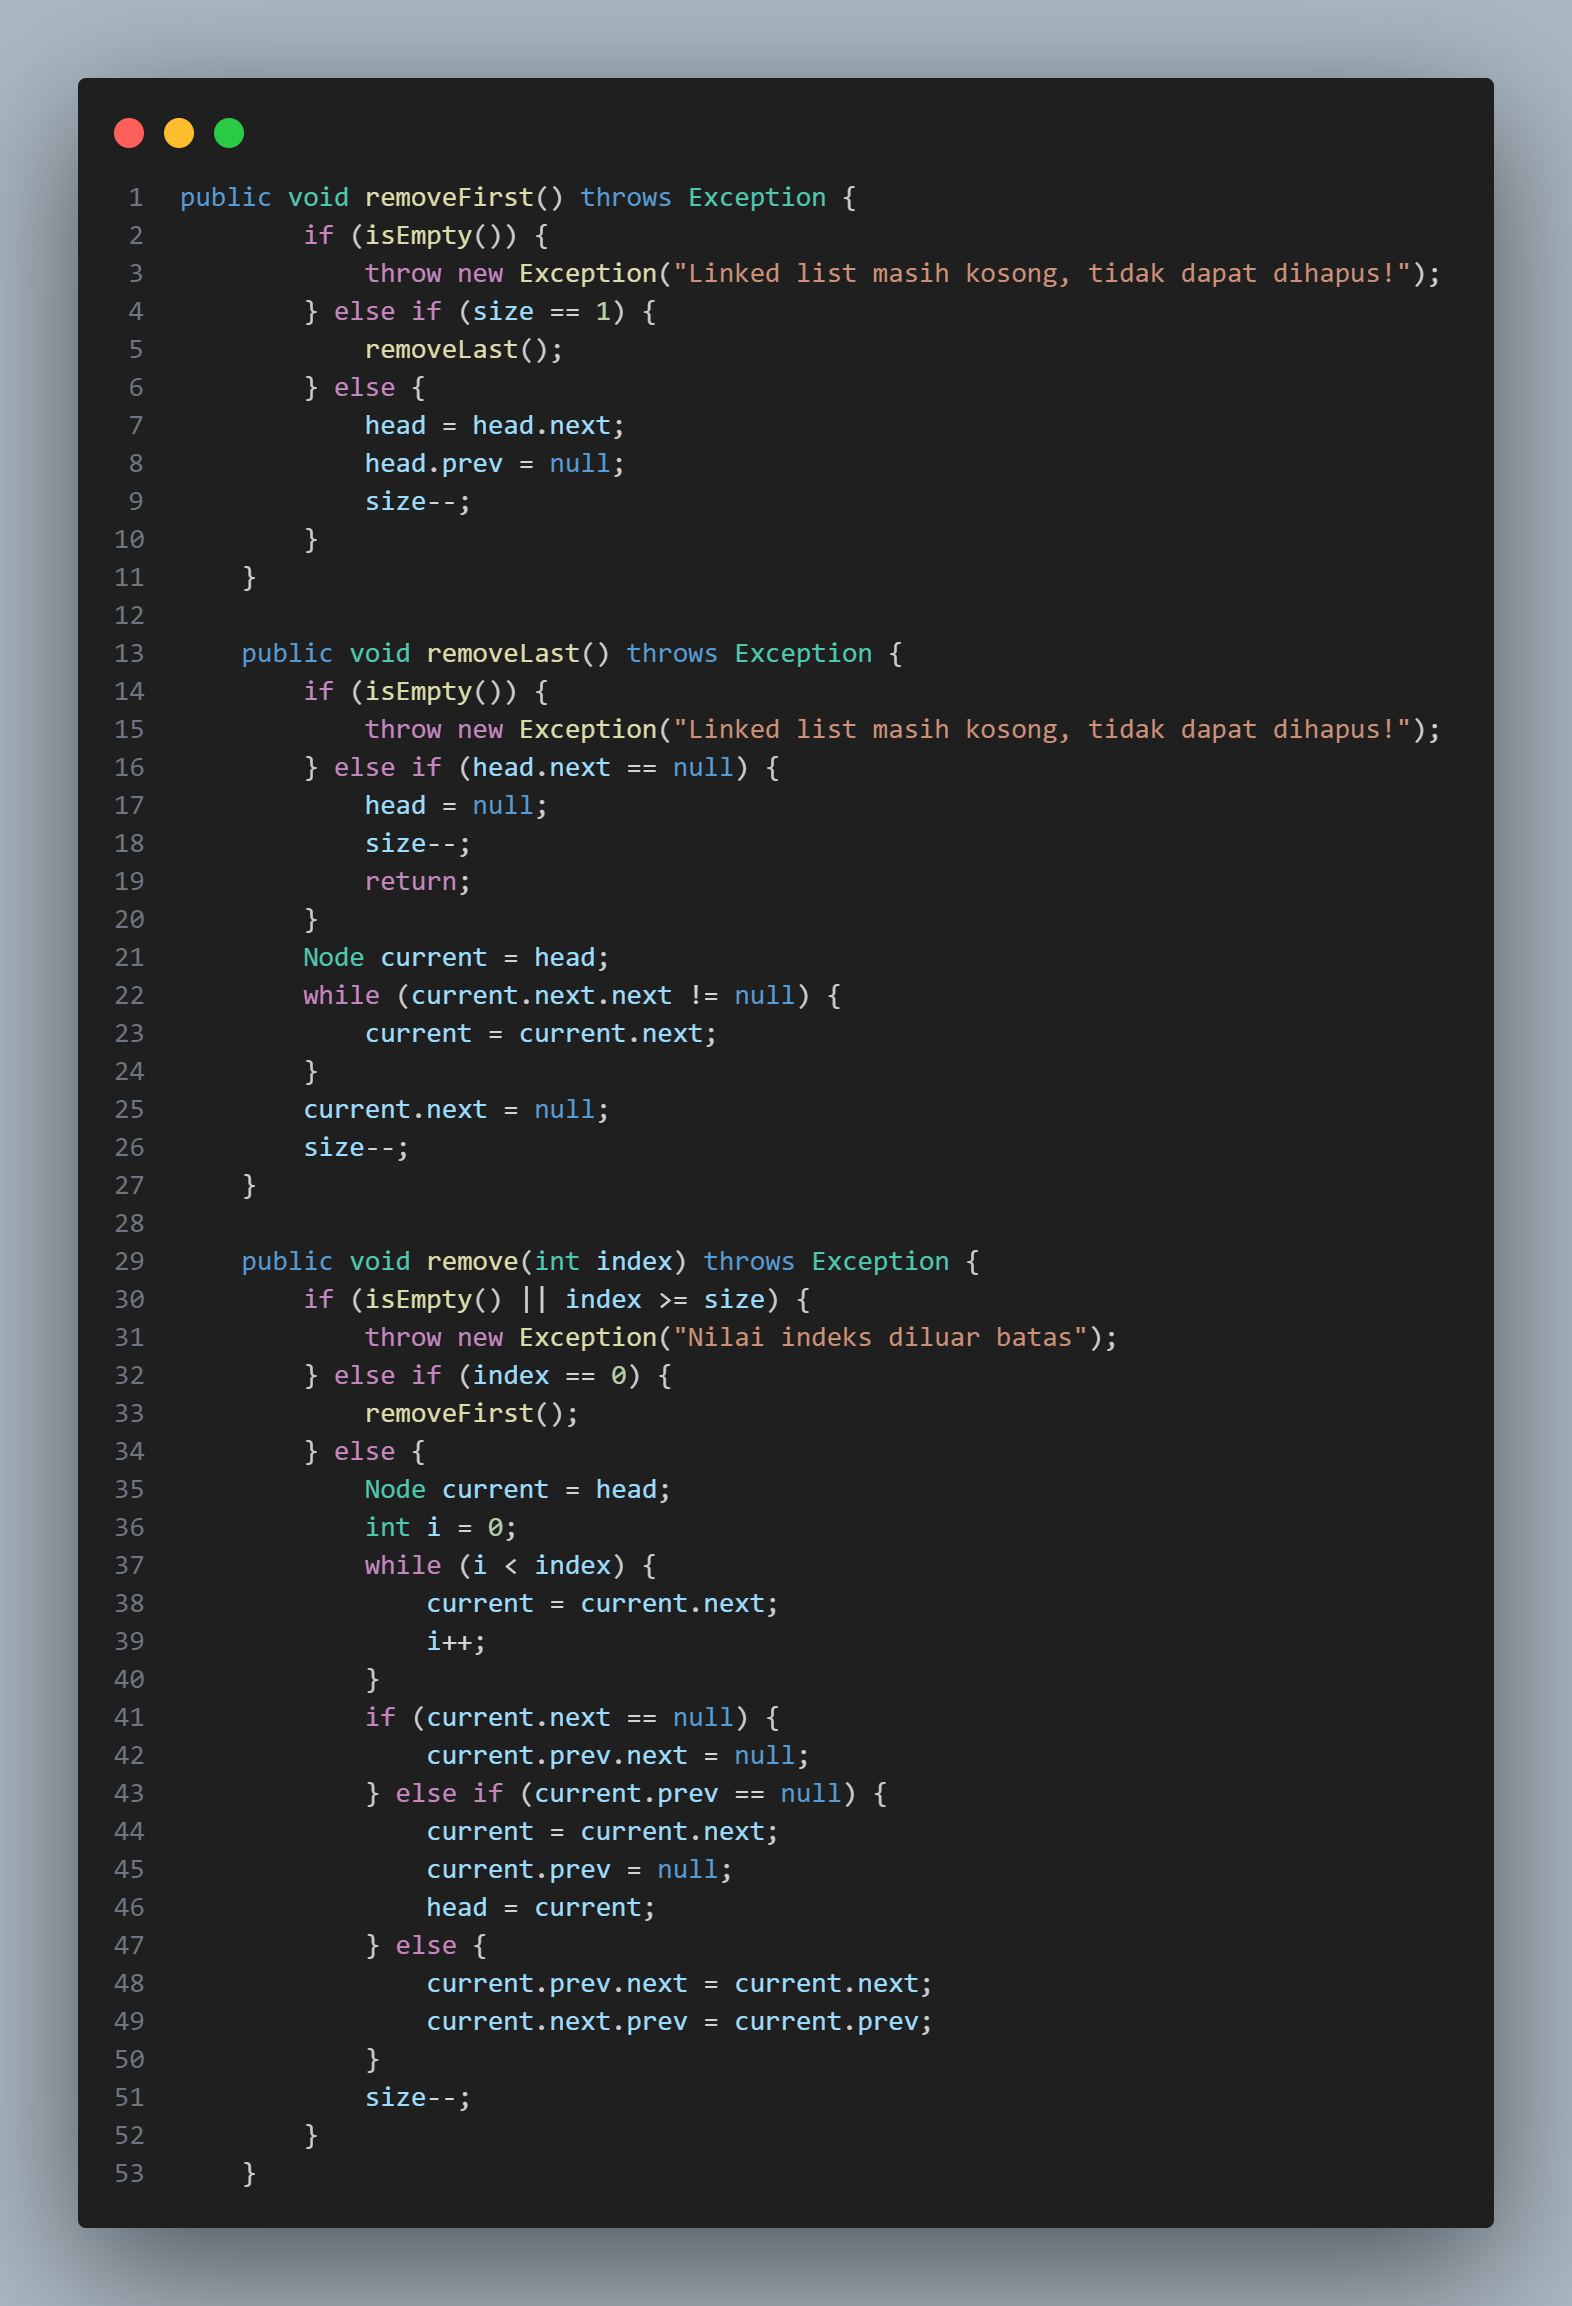 1 public void removeFirst() throws Exception {
2         if (isEmpty()) {
3             throw new Exception("Linked list masih kosong, tidak dapat dihapus!");
4         } else if (size == 1) {
5             removeLast();
6         } else {
7             head = head.next;
8             head.prev = null;
9             size--;
10         }
11     }
12
13     public void removeLast() throws Exception {
14         if (isEmpty()) {
15             throw new Exception("Linked list masih kosong, tidak dapat dihapus!");
16         } else if (head.next == null) {
17             head = null;
18             size--;
19             return;
20         }
21         Node current = head;
22         while (current.next.next != null) {
23             current = current.next;
24         }
25         current.next = null;
26         size--;
27     }
28
29     public void remove(int index) throws Exception {
30         if (isEmpty() || index >= size) {
31             throw new Exception("Nilai indeks diluar batas");
32         } else if (index == 0) {
33             removeFirst();
34         } else {
35             Node current = head;
36             int i = 0;
37             while (i < index) {
38                 current = current.next;
39                 i++;
40             }
41             if (current.next == null) {
42                 current.prev.next = null;
43             } else if (current.prev == null) {
44                 current = current.next;
45                 current.prev = null;
46                 head = current;
47             } else {
48                 current.prev.next = current.next;
49                 current.next.prev = current.prev;
50             }
51             size--;
52         }
53     }